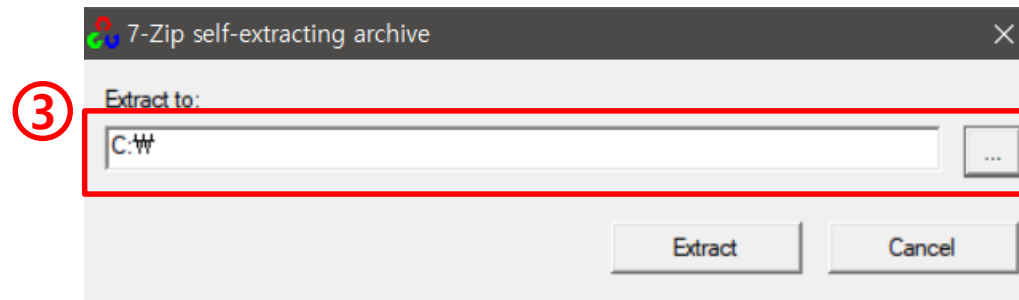 7-Zip self-extracting archive
③
Extract to:
C:₩
...
Extract Cancel